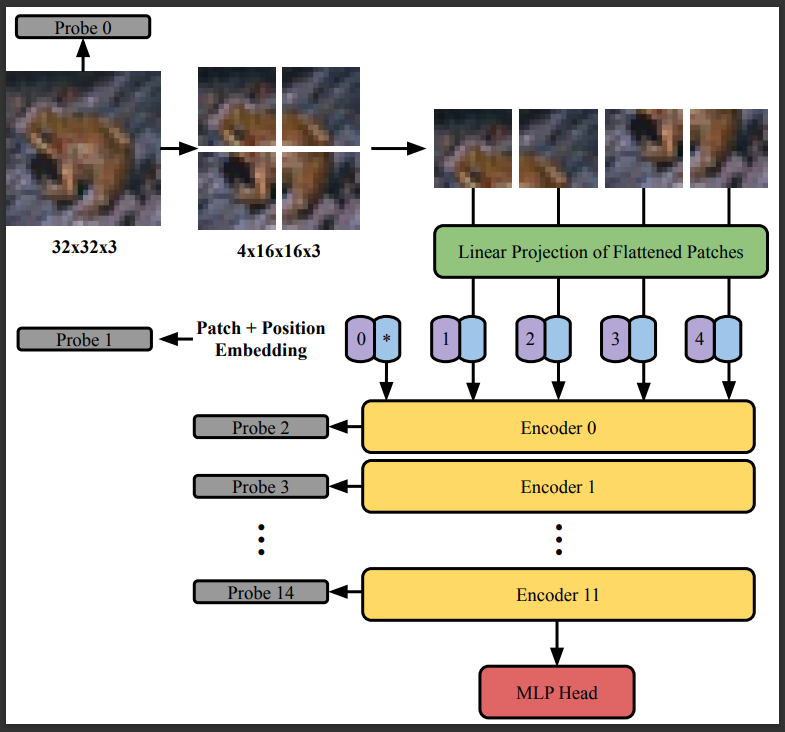 Probe 0
32x32x3
4x16x16x3
Linear Projection of Flattened Patches
Probe 1
Patch + Position
Embedding
0 * 1 2 3 4
Probe 2
Encoder 0
Probe 3
Encoder 1
Probe 14
Encoder 11
MLP Head